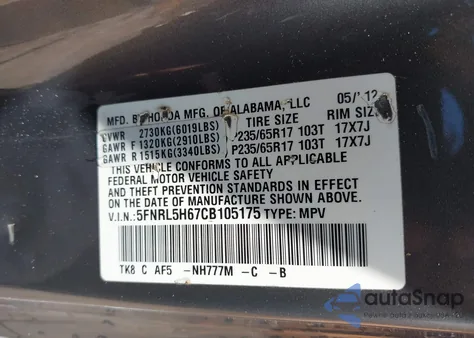 MFD. BY HONDA MFG. OF ALABAMA, LLC 05/'12
GVWR 2730KG(6019LBS) TIRE SIZE RIM SIZE
GAWR F 1320KG(2910LBS) P235/65R17 103T 17X7J
GAWR R 1515KG(3340LBS) P235/65R17 103T 17X7J
THIS VEHICLE CONFORMS TO ALL APPLICABLE
FEDERAL MOTOR VEHICLE SAFETY
AND THEFT PREVENTION STANDARDS IN EFFECT
ON THE DATE OF MANUFACTURE SHOWN ABOVE.
V.I.N: 5FNRL5H67CB105175 TYPE: MPV
TK8 C AF5 -NH777M -C -B
autoSnap